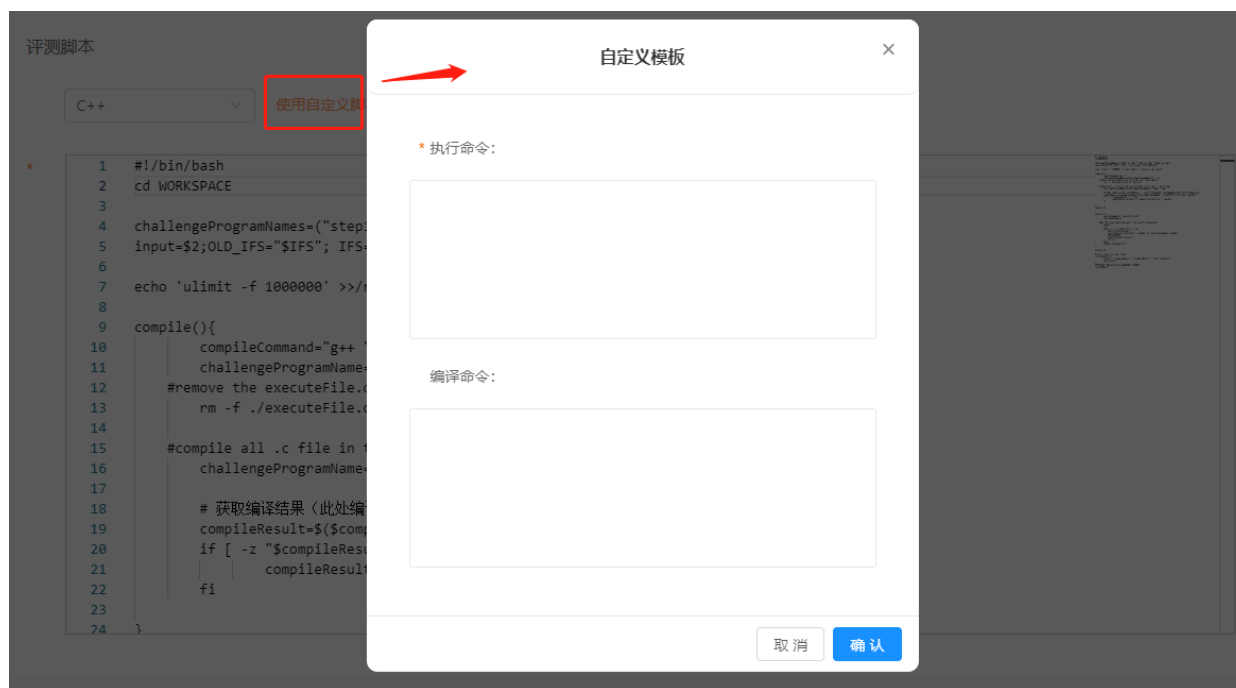 评测脚本
自定义模板
C++
使用自定义脚
* 执行命令:
编译命令:
取 消
确 认
*
1 #!/bin/bash
2 cd WORKSPACE
3
4 challengeProgramNames=("step
5 input=$2;OLD_IFS="$IFS"; IFS=
6
7 echo 'ulimit -f 1000000' >>/
8
9 compile(){
10 compileCommand="g++
11 challengeProgramName=
12 #remove the executeFile.
13 rm -f ./executeFile.
14
15 #compile all .c file in
16 challengeProgramName=
17
18 # 获取编译结果（此处编
19 compileResult=$($com
20 if [ -z "$compileRes
21 compileResult
22 fi
23
24 }